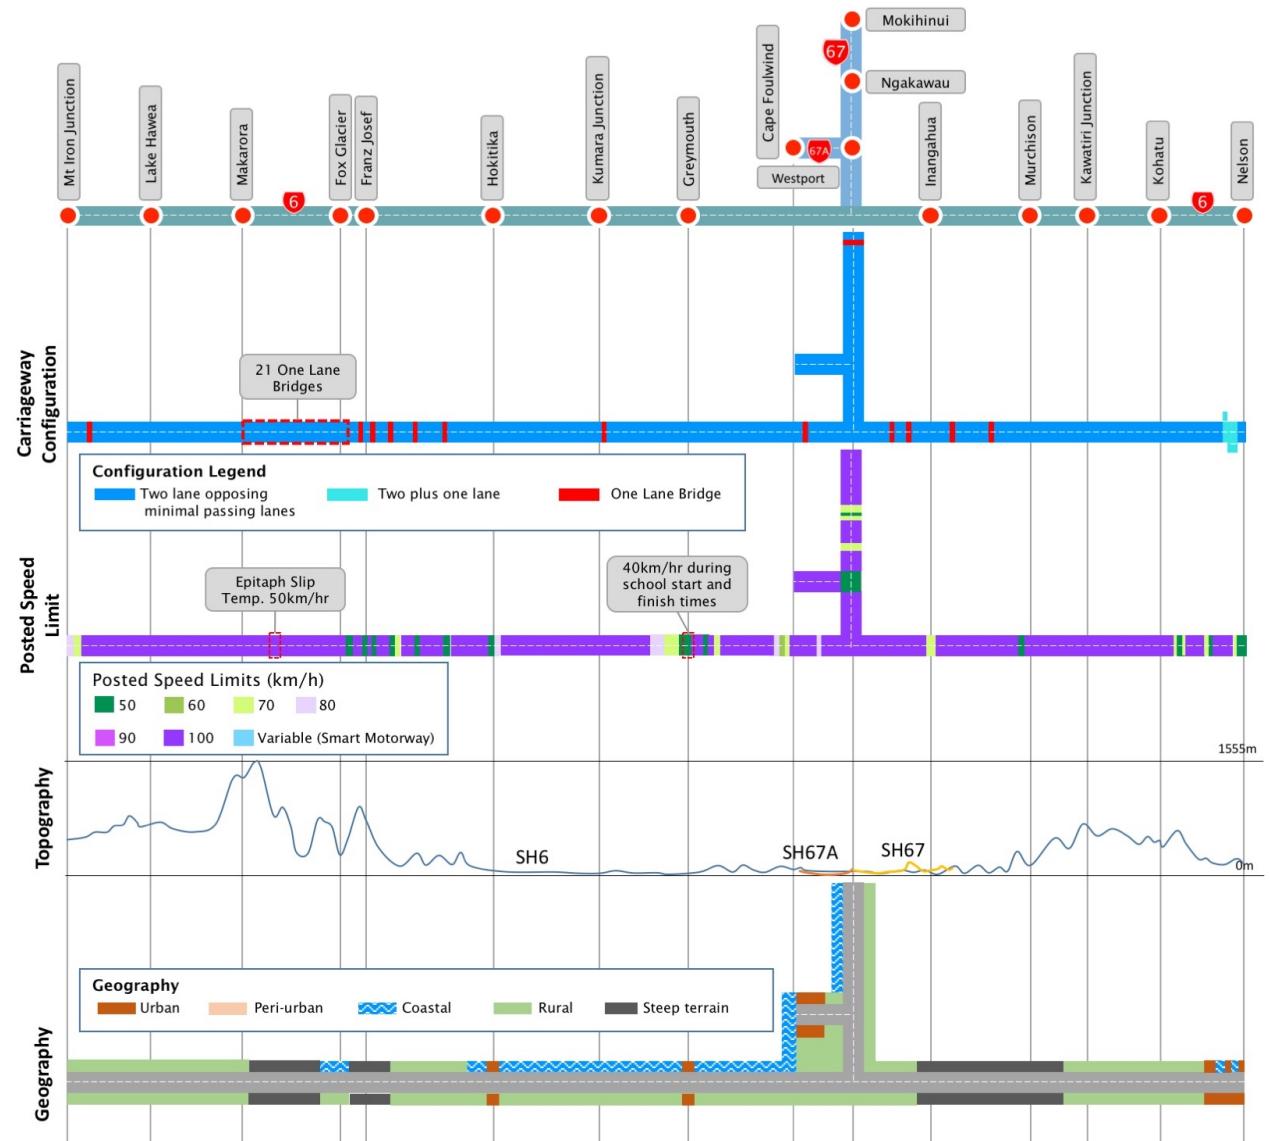 Mokihinui
67
Ngakawau
Cape Foulwind
67A
Westport
Mt Iron Junction
Lake Hawea
Makarora
Fox Glacier
Franz Josef
Hokitika
Kumara Junction
Greymouth
Inangahua
Murchison
Kawatiri Junction
Kohatu
Nelson
6
6
Carriageway
Configuration
21 One Lane
Bridges
Configuration Legend
Two lane opposing
minimal passing lanes
Two plus one lane
One Lane Bridge
Posted Speed
Limit
Epitaph Slip
Temp. 50km/hr
40km/hr during
school start and
finish times
Posted Speed Limits (km/h)
50
60
70
80
90
100
Variable (Smart Motorway)
Topography
1555m
SH6
SH67A
SH67
0m
Geography
Geography
Urban
Peri-urban
Coastal
Rural
Steep terrain